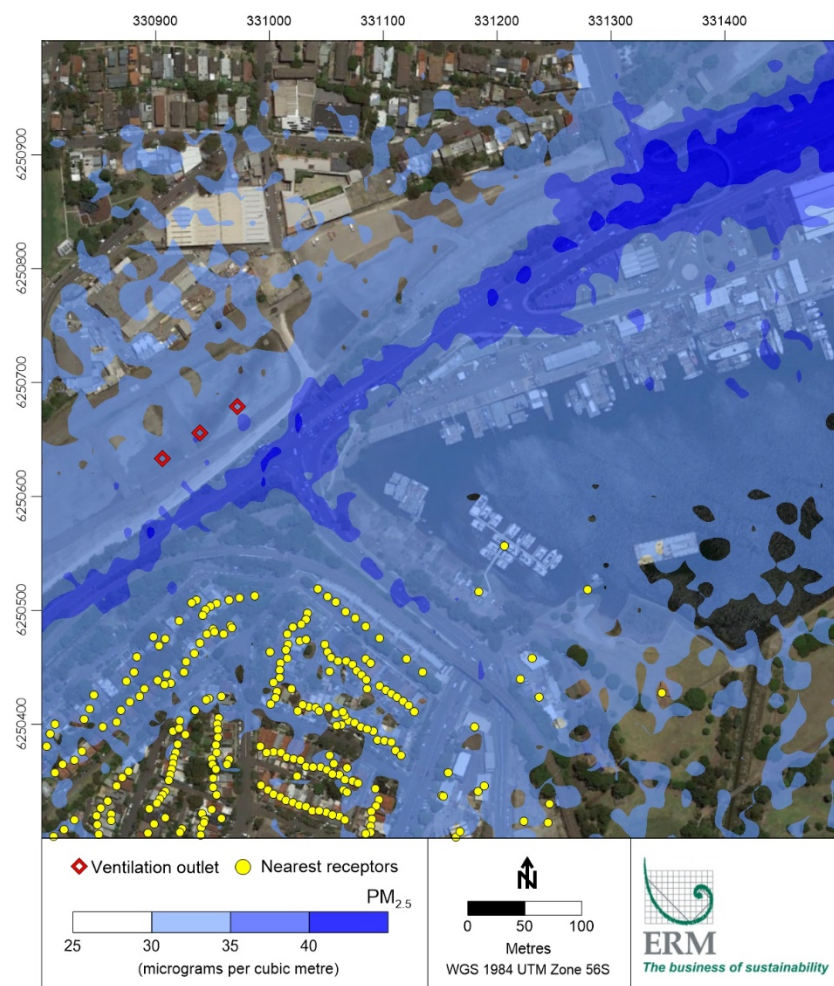 330900 331000 331100 331200 331300 331400
6250900
6250800
6250700
6250600
6250500
6250400
Ventilation outlet
Nearest receptors
PM2.5
25 30 35 40
(micrograms per cubic metre)
N
0 50 100
Metres
WGS 1984 UTM Zone 56S
ERM
The business of sustainability